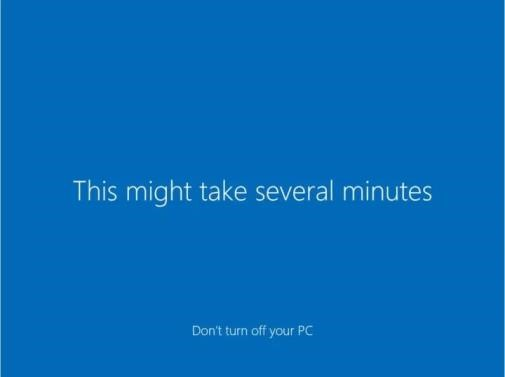 This might take several minutes
Don't turn off your PC